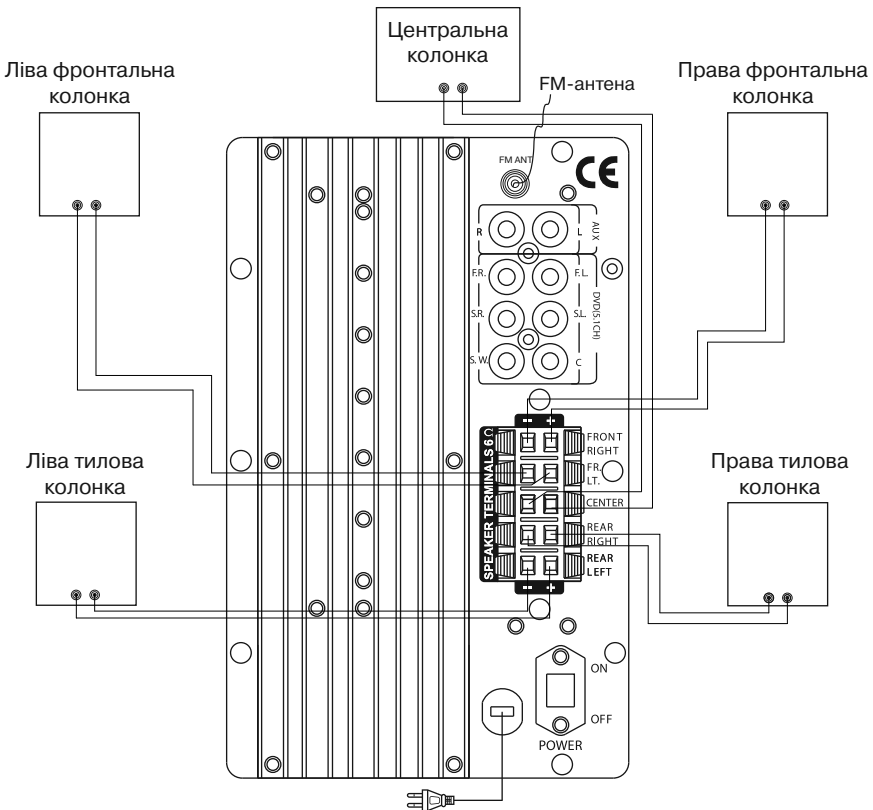 Центральна
колонка
Ліва фронтальна
колонка
FM-антена
Права фронтальна
колонка
FM ANT
CE
R
L
AUX
F.R.
F.L.
S.R.
S.L.
DVD(5.1CH)
S.W.
C
- +
SPEAKER TERMINALS 6 Ω
FRONT
RIGHT
FR.
LT.
CENTER
REAR
RIGHT
REAR
LEFT
- +
Ліва тилова
колонка
Права тилова
колонка
ON
OFF
POWER